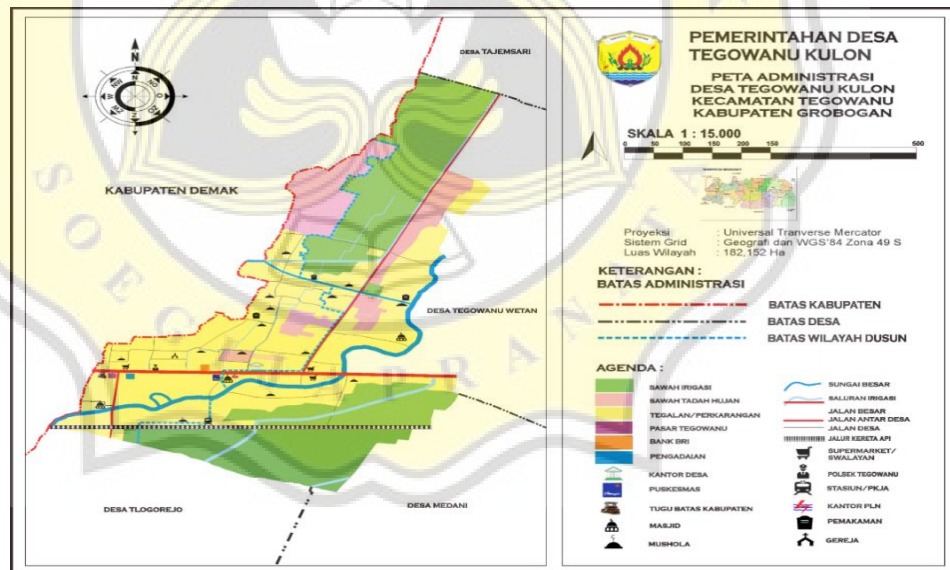 DESA TAJEMSARI
KABUPATEN DEMAK
DESA TEGOWANU WETAN
DESA TLOGOREJO
DESA MEDANI
N
PEMERINTAHAN DESA
TEGOWANU KULON
PETA ADMINISTRASI
DESA TEGOWANU KULON
KECAMATAN TEGOWANU
KABUPATEN GROBOGAN
SKALA 1 : 15.000
0 50 100 150 200 150 500
Proyeksi : Universal Tranverse Mercator
Sistem Grid : Geografi dan WGS'84 Zona 49 S
Luas Wilayah : 182,152 Ha
KETERANGAN :
BATAS ADMINISTRASI
BATAS KABUPATEN
BATAS DESA
BATAS WILAYAH DUSUN
AGENDA :
SAWAH IRIGASI
SAWAH TADAH HUJAN
TEGALAN/PERKARANGAN
PASAR TEGOWANU
BANK BRI
PENGADAIAN
KANTOR DESA
PUSKESMAS
TUGU BATAS KABUPATEN
MASJID
MUSHOLA
SUNGAI BESAR
SALURAN IRIGASI
JALAN BESAR
JALAN ANTAR DESA
JALAN DESA
JALUR KERETA API
SUPERMARKET/
SWALAYAN
POLSEK TEGOWANU
STASIUN/PKJA
KANTOR PLN
PEMAKAMAN
GEREJA
SOEGIJAPRANATA